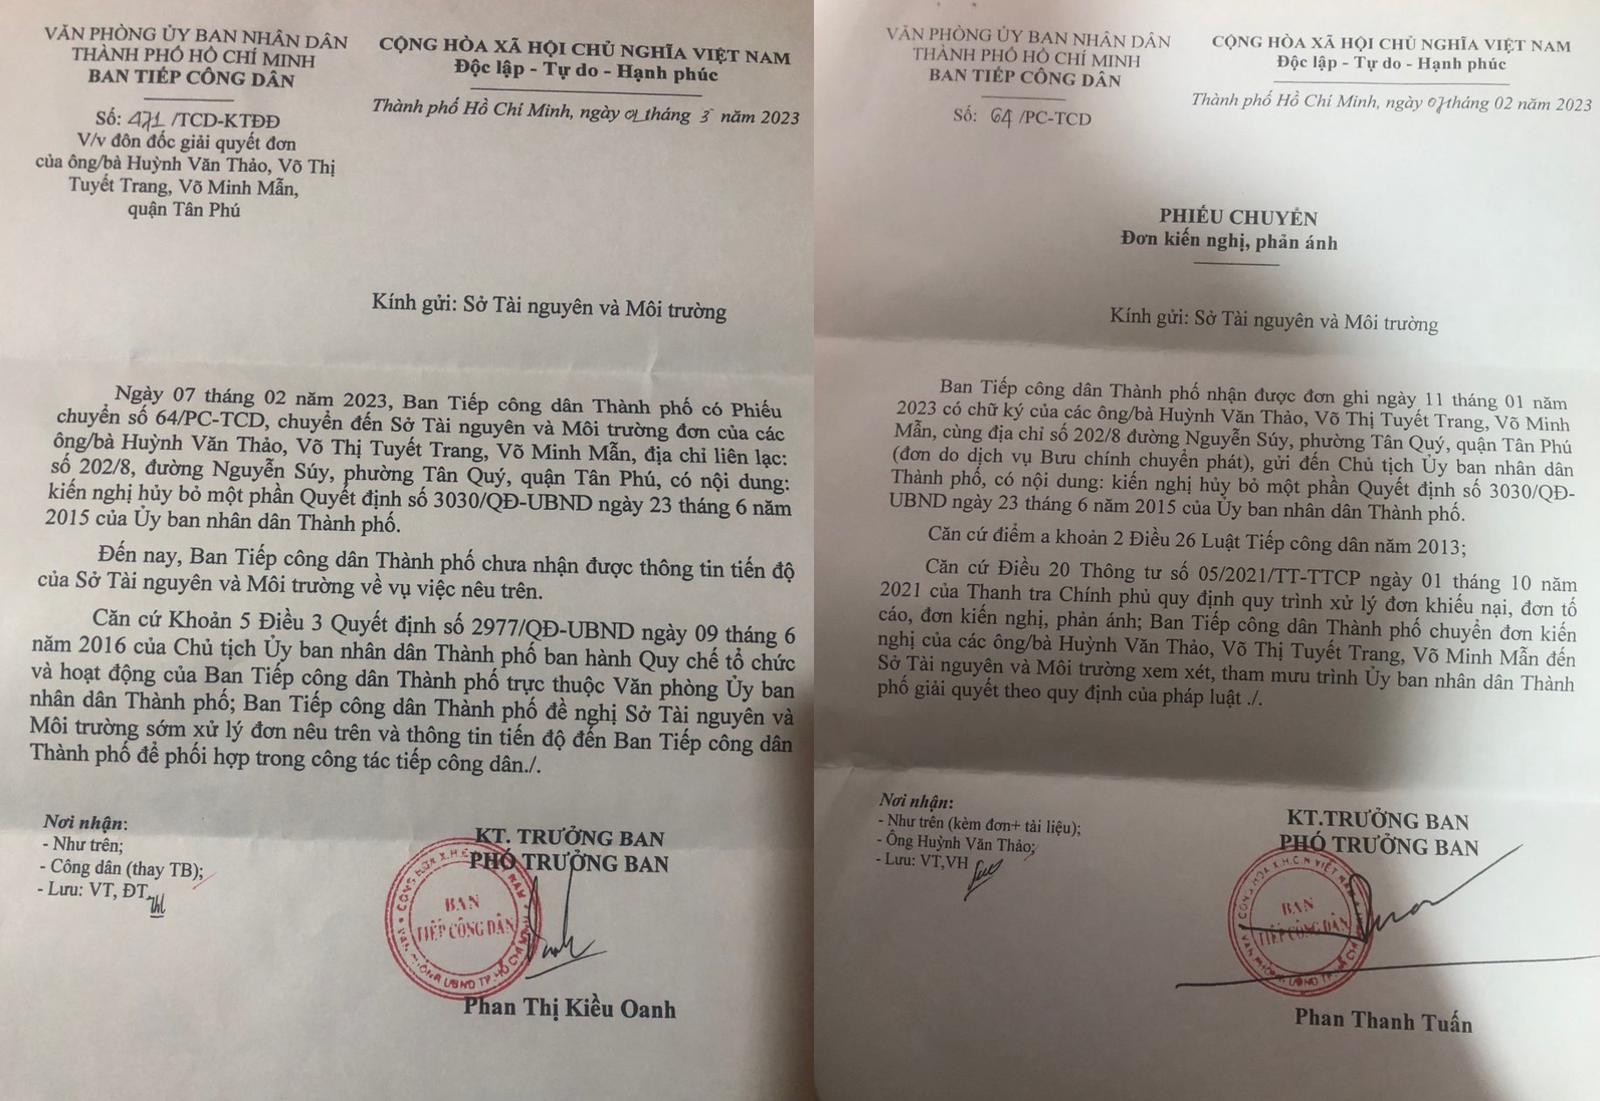 VĂN PHÒNG ỦY BAN NHÂN DÂN
THÀNH PHỐ HỒ CHÍ MINH
BAN TIẾP CÔNG DÂN
Số: 471/TCD-KTĐĐ
V/v đôn đốc giải quyết đơn
của ông/bà Huỳnh Văn Thảo, Võ Thị
Tuyết Trang, Võ Minh Mẫn,
quận Tân Phú
CỘNG HÒA XÃ HỘI CHỦ NGHĨA VIỆT NAM
Độc lập - Tự do - Hạnh phúc
Thành phố Hồ Chí Minh, ngày 01 tháng 3 năm 2023
Kính gửi: Sở Tài nguyên và Môi trường
Ngày 07 tháng 02 năm 2023, Ban Tiếp công dân Thành phố có Phiếu
chuyển số 64/PC-TCD, chuyển đến Sở Tài nguyên và Môi trường đơn của các
ông/bà Huỳnh Văn Thảo, Võ Thị Tuyết Trang, Võ Minh Mẫn, địa chỉ liên lạc:
số 202/8, đường Nguyễn Súy, phường Tân Quý, quận Tân Phú, có nội dung:
kiến nghị hủy bỏ một phần Quyết định số 3030/QĐ-UBND ngày 23 tháng 6 năm
2015 của Ủy ban nhân dân Thành phố.
Đến nay, Ban Tiếp công dân Thành phố chưa nhận được thông tin tiến độ
của Sở Tài nguyên và Môi trường về vụ việc nêu trên.
Căn cứ Khoản 5 Điều 3 Quyết định số 2977/QĐ-UBND ngày 09 tháng 6
năm 2016 của Chủ tịch Ủy ban nhân dân Thành phố ban hành Quy chế tổ chức
và hoạt động của Ban Tiếp công dân Thành phố trực thuộc Văn phòng Ủy ban
nhân dân Thành phố; Ban Tiếp công dân Thành phố đề nghị Sở Tài nguyên và
Môi trường sớm xử lý đơn nêu trên và thông tin tiến độ đến Ban Tiếp công dân
Thành phố để phối hợp trong công tác tiếp công dân./.
Nơi nhận:
- Như trên;
- Công dân (thay TB);
- Lưu: VT, ĐT.
KT. TRƯỞNG BAN
PHÓ TRƯỞNG BAN
BAN
TIẾP CÔNG DÂN
Phan Thị Kiều Oanh
VĂN PHÒNG ỦY BAN NHÂN DÂN
THÀNH PHỐ HỒ CHÍ MINH
BAN TIẾP CÔNG DÂN
Số: 64/PC-TCD
CỘNG HÒA XÃ HỘI CHỦ NGHĨA VIỆT NAM
Độc lập - Tự do - Hạnh phúc
Thành phố Hồ Chí Minh, ngày 07 tháng 02 năm 2023
PHIẾU CHUYỂN
Đơn kiến nghị, phản ánh
Kính gửi: Sở Tài nguyên và Môi trường
Ban Tiếp công dân Thành phố nhận được đơn ghi ngày 11 tháng 01 năm
2023 có chữ ký của các ông/bà Huỳnh Văn Thảo, Võ Thị Tuyết Trang, Võ Minh
Mẫn, cùng địa chỉ số 202/8 đường Nguyễn Súy, phường Tân Quý, quận Tân Phú
(đơn do dịch vụ Bưu chính chuyển phát), gửi đến Chủ tịch Ủy ban nhân dân
Thành phố, có nội dung: kiến nghị hủy bỏ một phần Quyết định số 3030/QĐ-
UBND ngày 23 tháng 6 năm 2015 của Ủy ban nhân dân Thành phố.
Căn cứ điểm a khoản 2 Điều 26 Luật Tiếp công dân năm 2013;
Căn cứ Điều 20 Thông tư số 05/2021/TT-TTCP ngày 01 tháng 10 năm
2021 của Thanh tra Chính phủ quy định quy trình xử lý đơn khiếu nại, đơn tố
cáo, đơn kiến nghị, phản ánh; Ban Tiếp công dân Thành phố chuyển đơn kiến
nghị của các ông/bà Huỳnh Văn Thảo, Võ Thị Tuyết Trang, Võ Minh Mẫn đến
Sở Tài nguyên và Môi trường xem xét, tham mưu trình Ủy ban nhân dân Thành
phố giải quyết theo quy định của pháp luật ./.
Nơi nhận:
- Như trên (kèm đơn+ tài liệu);
- Ông Huỳnh Văn Thảo;
- Lưu: VT,VH
KT.TRƯỞNG BAN
PHÓ TRƯỞNG BAN
BAN
TIẾP CÔNG DÂN
Phan Thanh Tuấn